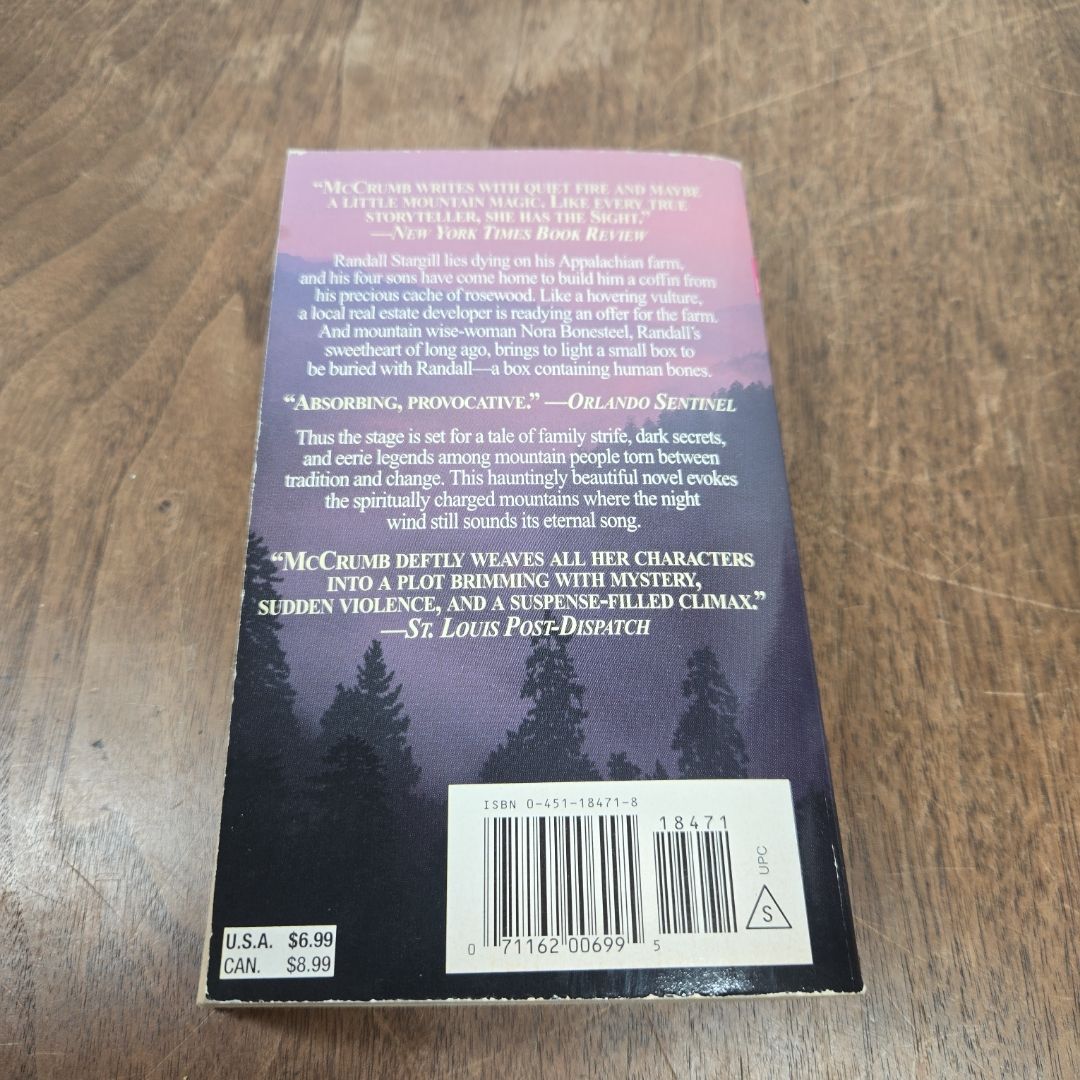 “McCrumb writes with quiet fire and maybe
a little mountain magic. Like every true
storyteller, she has the Sight.”
—New York Times Book Review
Randall Stargill lies dying on his Appalachian farm,
and his four sons have come home to build him a coffin from
his precious cache of rosewood. Like a hovering vulture,
a local real estate developer is readying an offer for the farm.
And mountain wise-woman Nora Bonesteel, Randall's
sweetheart of long ago, brings to light a small box to
be buried with Randall—a box containing human bones.
“Absorbing, provocative.” —Orlando Sentinel
Thus the stage is set for a tale of family strife, dark secrets,
and eerie legends among mountain people torn between
tradition and change. This hauntingly beautiful novel evokes
the spiritually charged mountains where the night
wind still sounds its eternal song.
“McCrumb deftly weaves all her characters
into a plot brimming with mystery,
sudden violence, and a suspense-filled climax.”
—St. Louis Post-Dispatch
ISBN 0-451-18471-8
18471
0 71162 00699 5
UPC
S
U.S.A. $6.99
CAN. $8.99